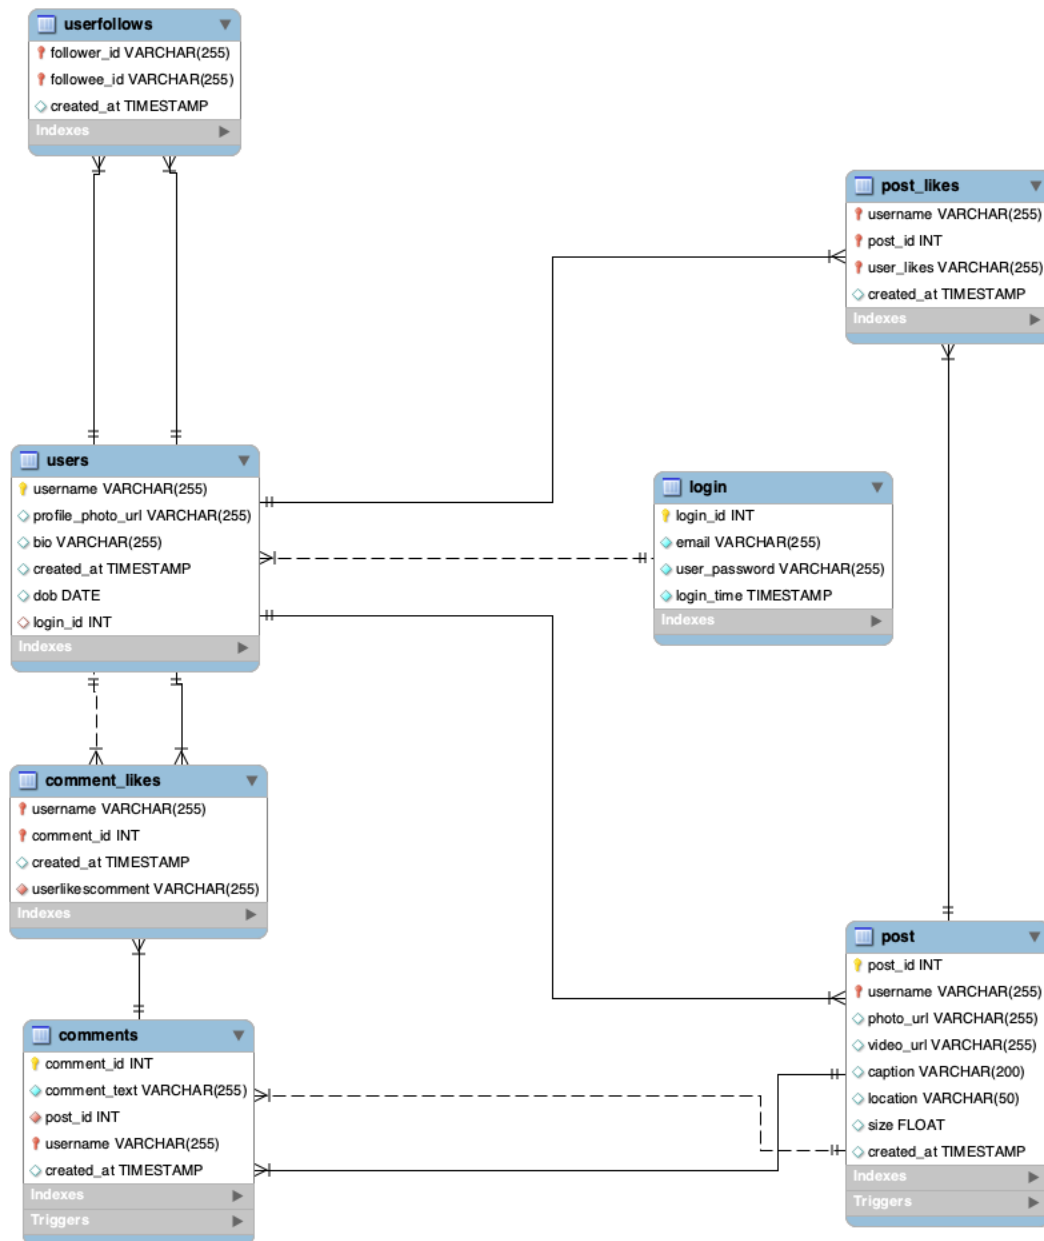 userfollows
follower_id VARCHAR(255)
followee_id VARCHAR(255)
created_at TIMESTAMP
Indexes
post_likes
username VARCHAR(255)
post_id INT
user_likes VARCHAR(255)
created_at TIMESTAMP
Indexes
users
username VARCHAR(255)
profile_photo_url VARCHAR(255)
bio VARCHAR(255)
created_at TIMESTAMP
dob DATE
login_id INT
Indexes
login
login_id INT
email VARCHAR(255)
user_password VARCHAR(255)
login_time TIMESTAMP
Indexes
comment_likes
username VARCHAR(255)
comment_id INT
created_at TIMESTAMP
userlikescomment VARCHAR(255)
Indexes
comments
comment_id INT
comment_text VARCHAR(255)
post_id INT
username VARCHAR(255)
created_at TIMESTAMP
Indexes
Triggers
post
post_id INT
username VARCHAR(255)
photo_url VARCHAR(255)
video_url VARCHAR(255)
caption VARCHAR(200)
location VARCHAR(50)
size FLOAT
created_at TIMESTAMP
Indexes
Triggers